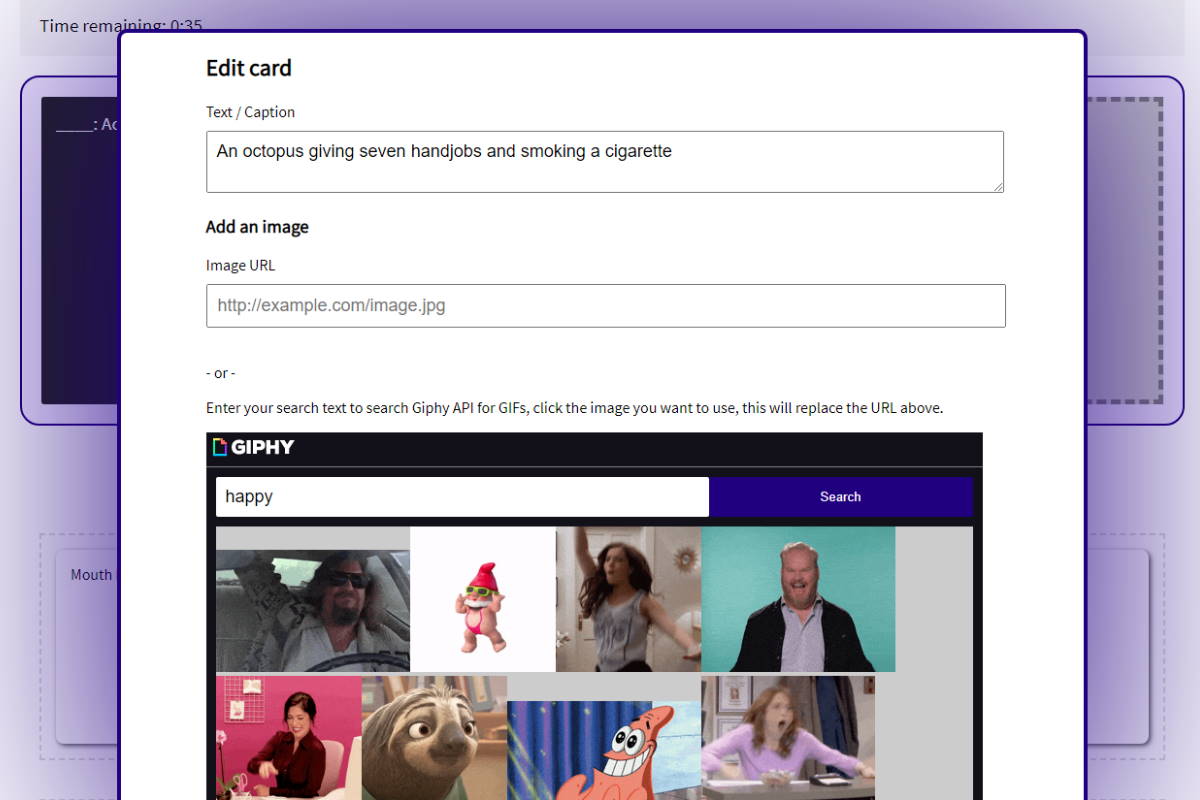 Time remaining: 0:35
Edit card
Text / Caption
____: Ac
An octopus giving seven handjobs and smoking a cigarette
Add an image
Image URL
http://example.com/image.jpg
- or -
Enter your search text to search Giphy API for GIFs, click the image you want to use, this will replace the URL above.
GIPHY
happy
Search
Mouth